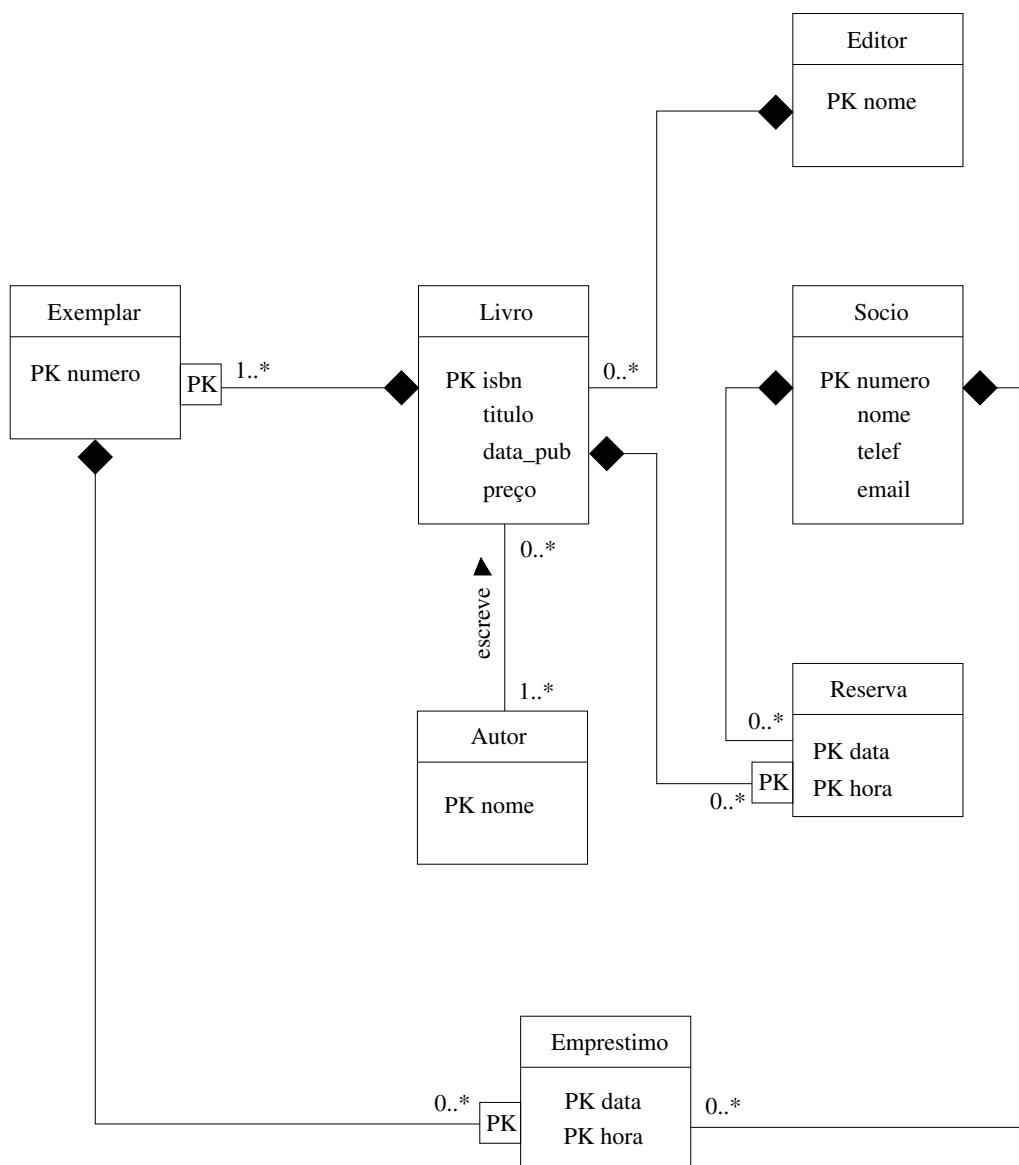 Editor
PK nome
Exemplar
PK numero
PK
1..*
Livro
PK isbn
titulo
data_pub
preço
0..*
Socio
PK numero
nome
telef
email
0..*
escreve
1..*
Autor
PK nome
Reserva
PK data
PK hora
0..*
PK
0..*
Emprestimo
PK data
PK hora
0..*
PK
0..*